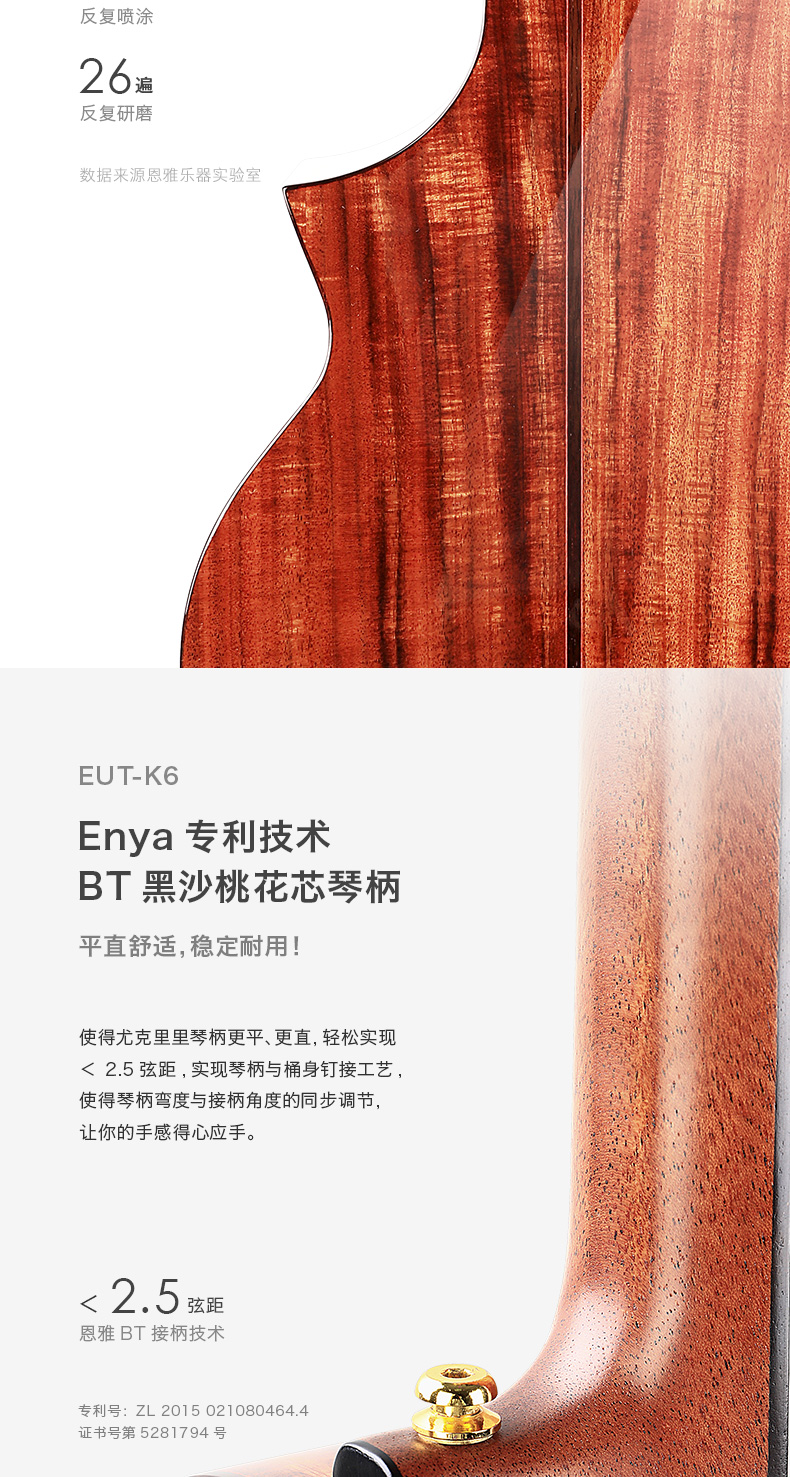 反复喷涂
26遍
反复研磨
数据来源恩雅乐器实验室
EUT-K6
Enya 专利技术
BT 黑沙桃花芯琴柄
平直舒适,稳定耐用!
使得尤克里里琴柄更平、更直, 轻松实现
< 2.5 弦距 , 实现琴柄与桶身钉接工艺 ,
使得琴柄弯度与接柄角度的同步调节,
让你的手感得心应手。
< 2.5 弦距
恩雅 BT 接柄技术
专利号: ZL 2015 021080464.4
证书号第 5281794 号